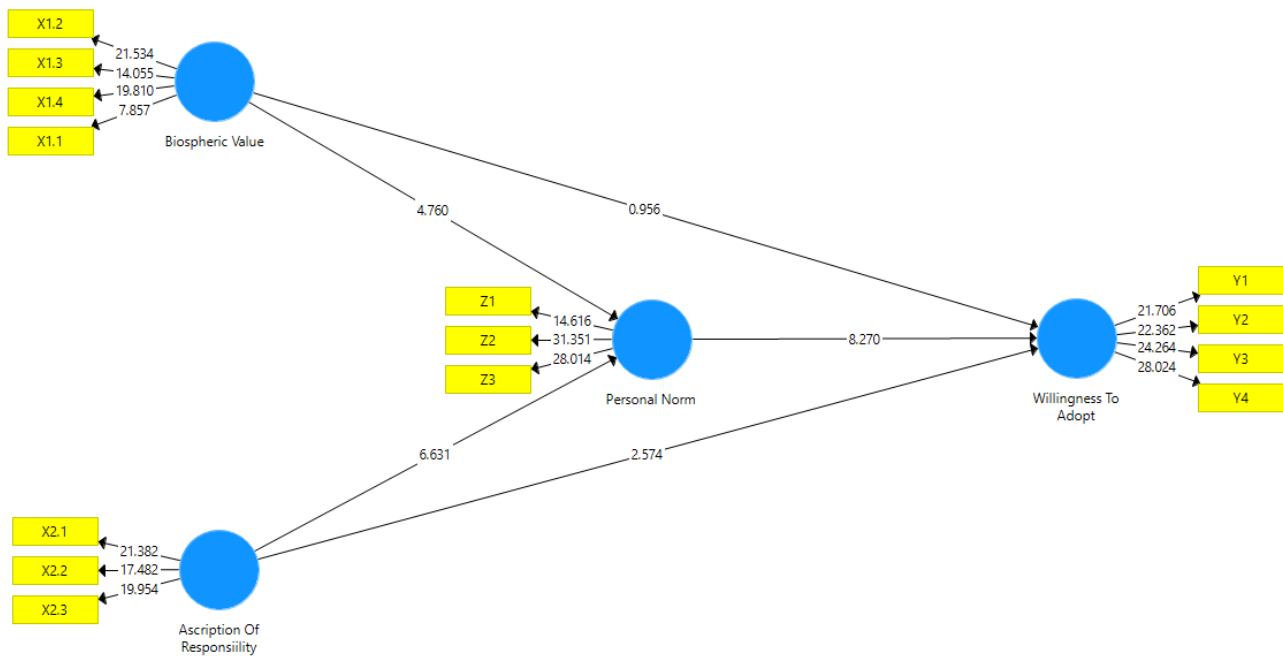 X1.2
X1.3
X1.4
X1.1
21.534
14.055
19.810
7.857
Biospheric Value
4.760
0.956
Z1
Z2
Z3
14.616
31.351
28.014
Personal Norm
8.270
Y1
Y2
Y3
Y4
21.706
22.362
24.264
28.024
Willingness To
Adopt
6.631
2.574
X2.1
X2.2
X2.3
21.382
17.482
19.954
Ascription Of
Responsiility